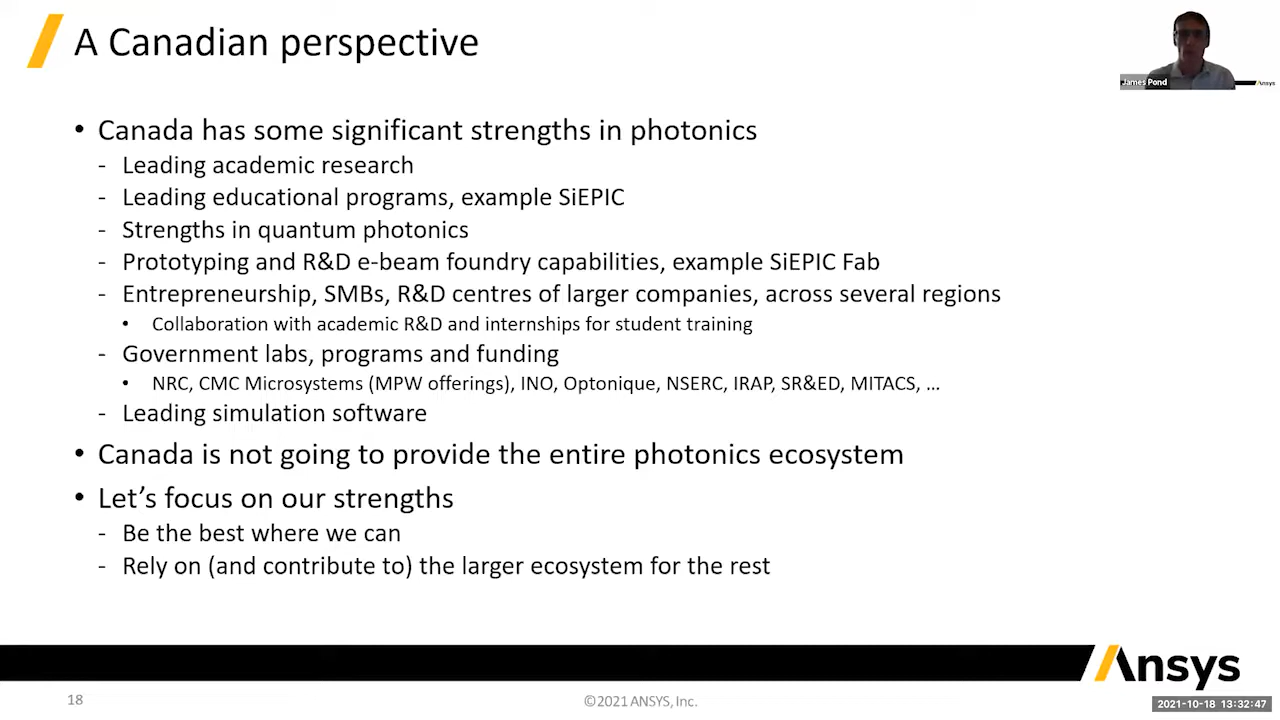 A Canadian perspective
James Pond
Ansys
• Canada has some significant strengths in photonics
- Leading academic research
- Leading educational programs, example SiEPIC
- Strengths in quantum photonics
- Prototyping and R&D e-beam foundry capabilities, example SiEPIC Fab
- Entrepreneurship, SMBs, R&D centres of larger companies, across several regions
• Collaboration with academic R&D and internships for student training
- Government labs, programs and funding
• NRC, CMC Microsystems (MPW offerings), INO, Optonique, NSERC, IRAP, SR&ED, MITACS, …
- Leading simulation software
• Canada is not going to provide the entire photonics ecosystem
• Let’s focus on our strengths
- Be the best where we can
- Rely on (and contribute to) the larger ecosystem for the rest
Ansys
18
©2021 ANSYS, Inc.
2021-10-18 13:32:47